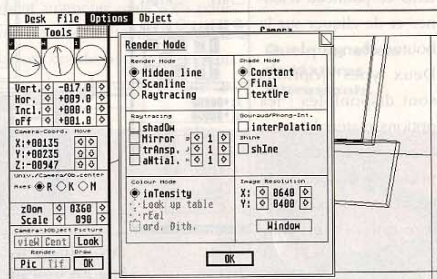 Desk File Options Object
Tools
Camera
Vert. -017.0
Hor. +009.0
Incl. +000.0
oFF +001.0
Camera-Coord. Move
X:+00135
Y:+00235
Z:-00947
Univ./Camera/Ob.center
Axes R K M
zOOm 0360
Scale 090
Camera->Object Picture
vieW Cent Look
Render Draw
Pic Tif OK
Render Mode
Render Mode
Hidden line
Scanline
Raytracing
Shade Mode
Constant
Final
textUre
Raytracing
shadOw
Mirror 1
trAnsp. 1
aNtial. 1
Gouraud/Phong-Int.
interPolation
Shine
shIne
Colour Mode
inTensity
Look up table
rEal
ord. Dith.
Image Resolution
X: 0640
Y: 0400
Window
OK
Deux